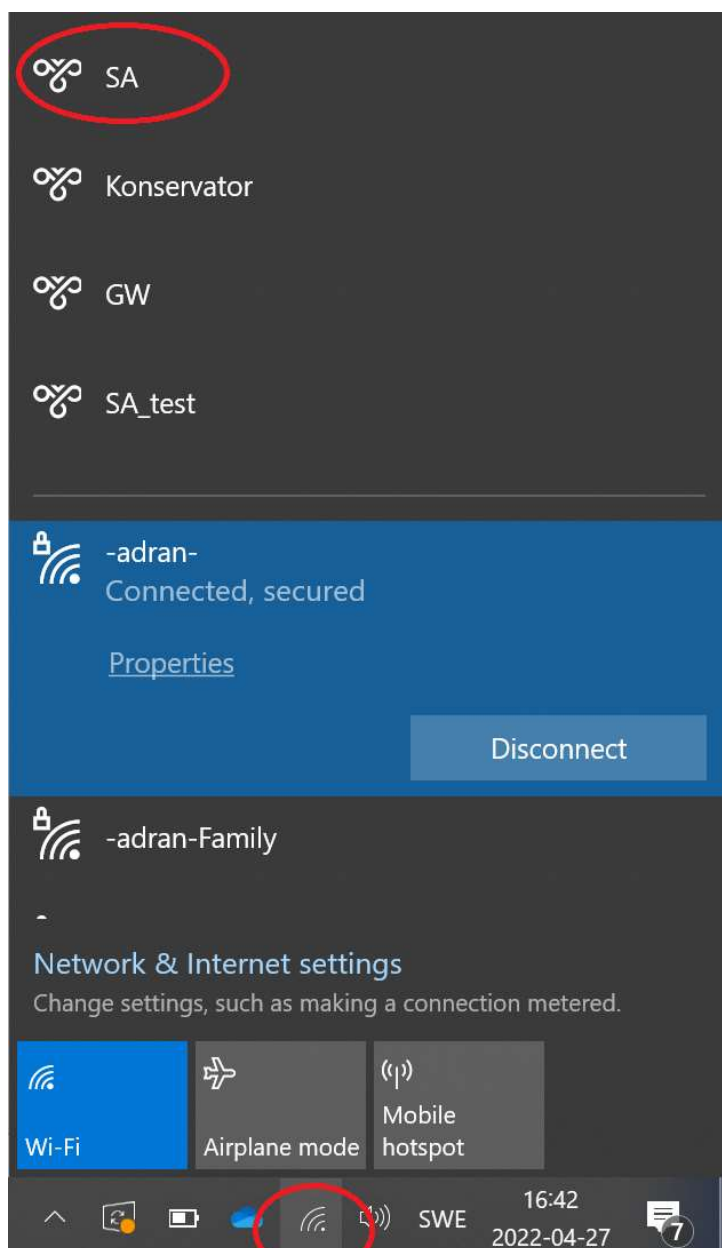 SA
Konservator
GW
SA_test
-adran-
Connected, secured
Properties
Disconnect
-adran-Family
Network & Internet settings
Change settings, such as making a connection metered.
Wi-Fi
Airplane mode
Mobile
hotspot
SWE
16:42
2022-04-27
7